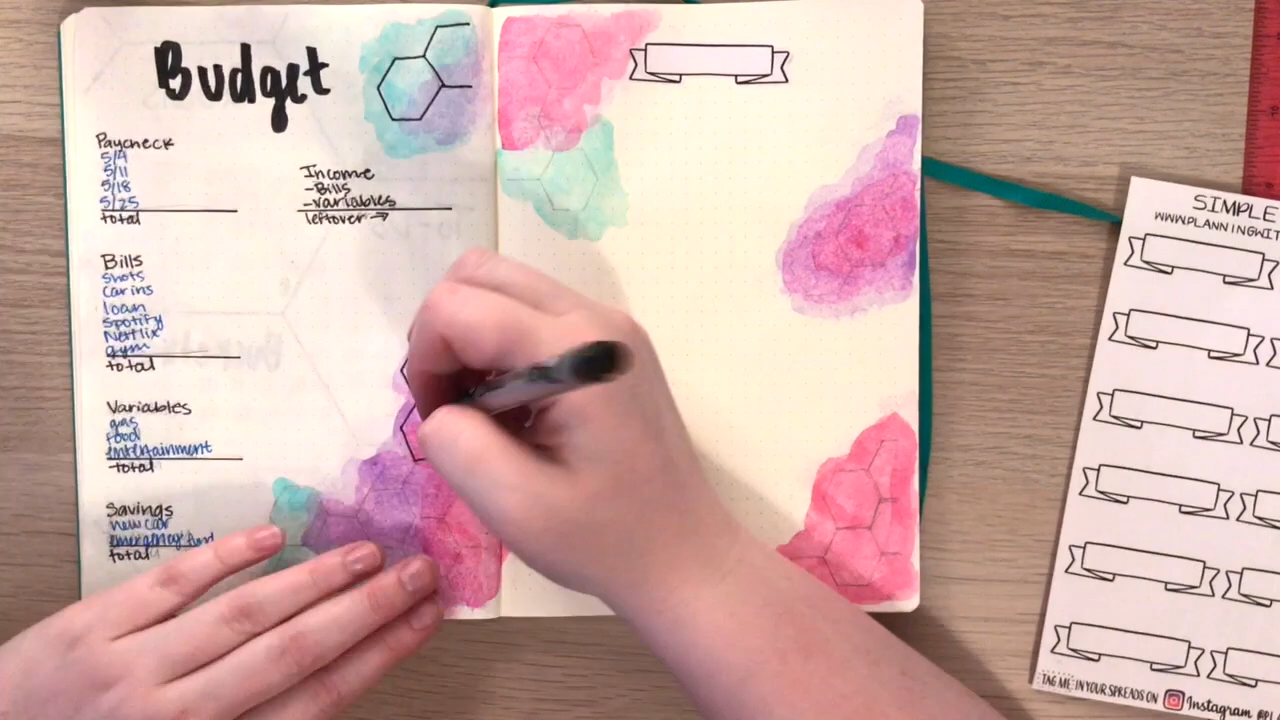 Budget
Paycheck
5/4
5/11
5/18
5/25
total
Income
-Bills
-variables
leftover →
Bills
shots
car ins
loan
spotify
Netflix
gym
total
Variables
gas
food
entertainment
total
Savings
new car
emergency fund
total
SIMPLE
WWW.PLANNINGWIT
TAG ME IN YOUR SPREADS ON Instagram